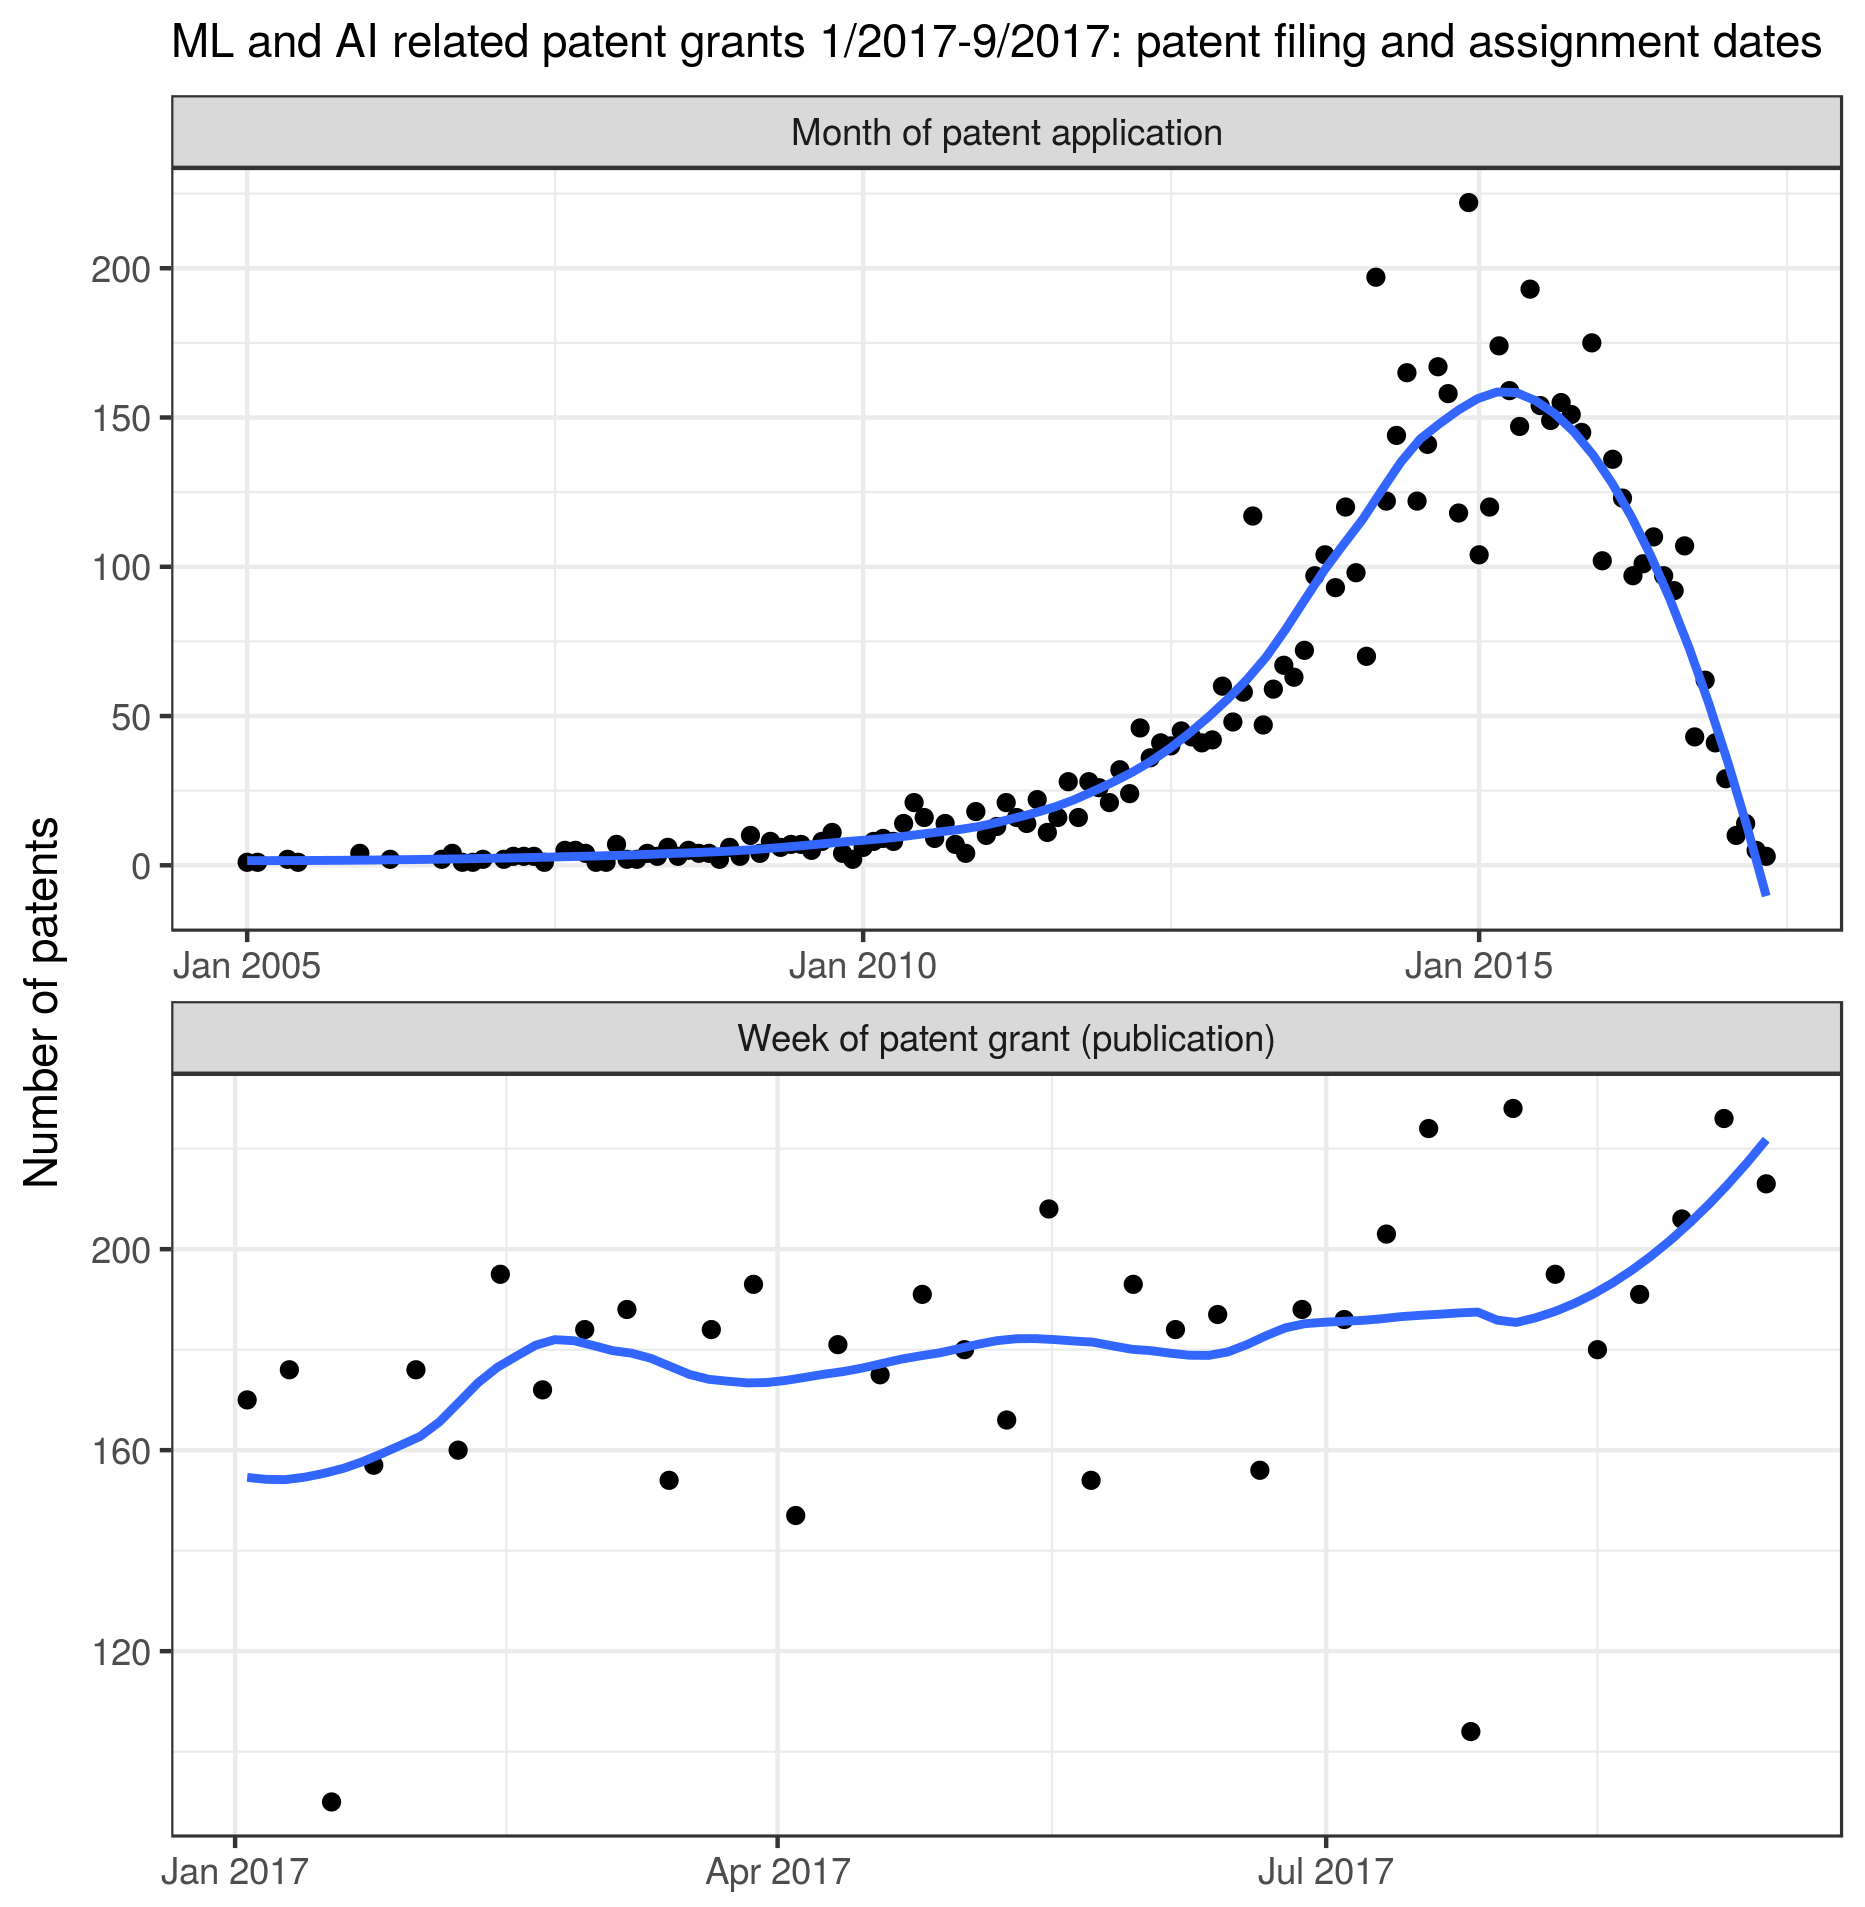 ML and AI related patent grants 1/2017-9/2017: patent filing and assignment dates
Month of patent application
200
150
100
50
0
Jan 2005 Jan 2010 Jan 2015
Number of patents
Week of patent grant (publication)
200
160
120
Jan 2017 Apr 2017 Jul 2017